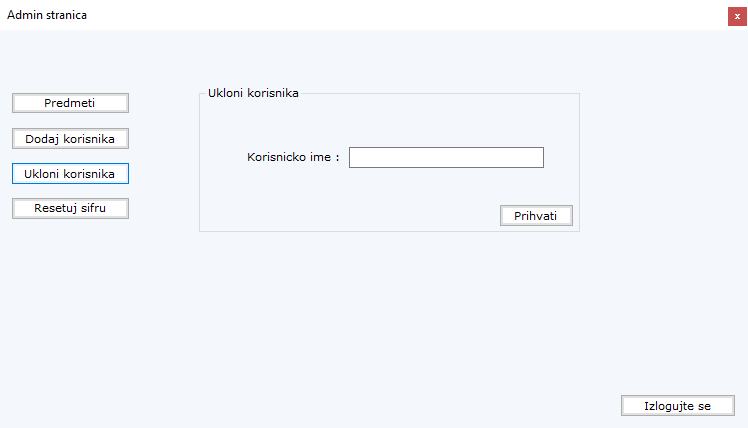 Admin stranica
x
Predmeti
Dodaj korisnika
Ukloni korisnika
Resetuj sifru
Ukloni korisnika
Korisnicko ime :
Prihvati
Izlogujte se